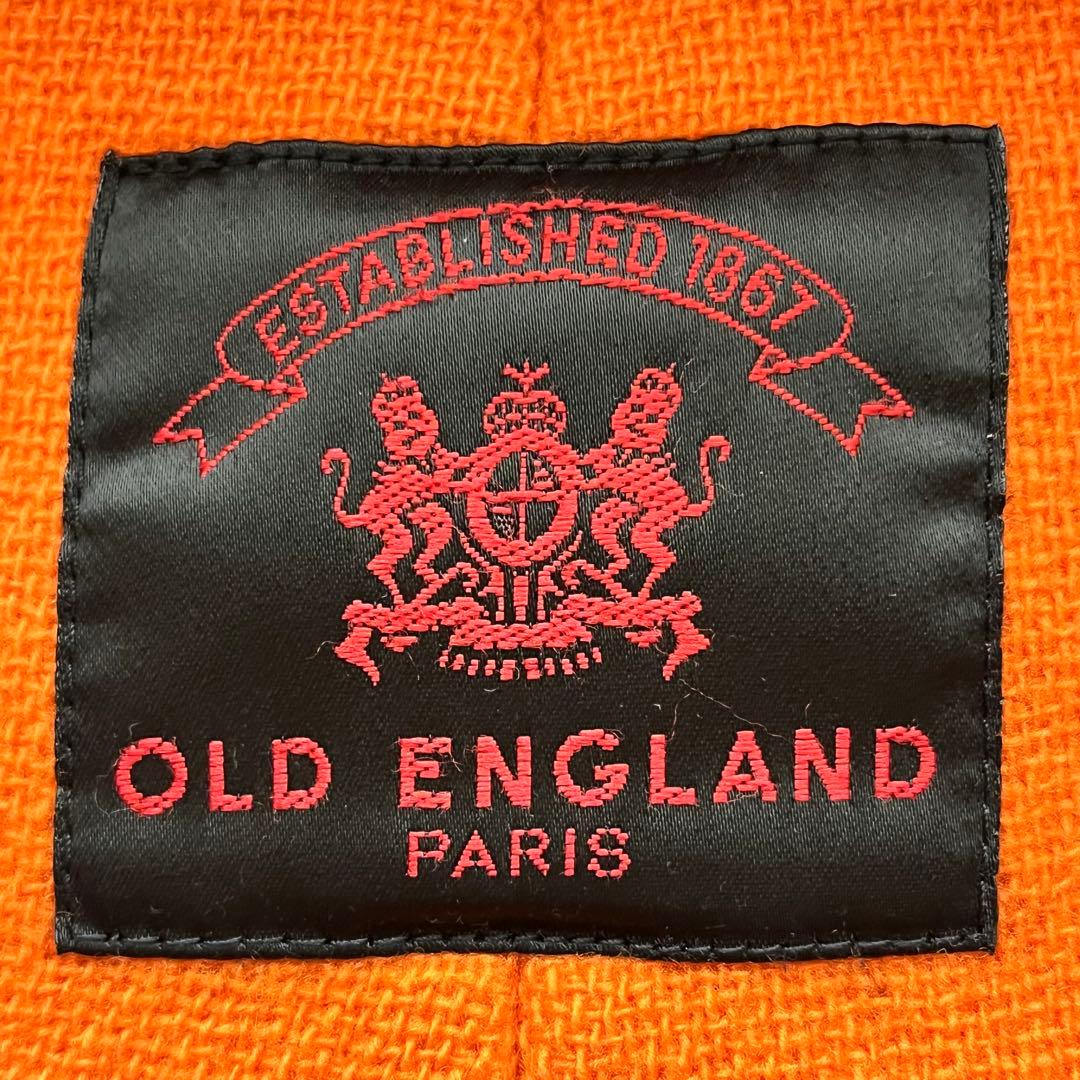 ESTABLISHED 1867
OLD ENGLAND
PARIS